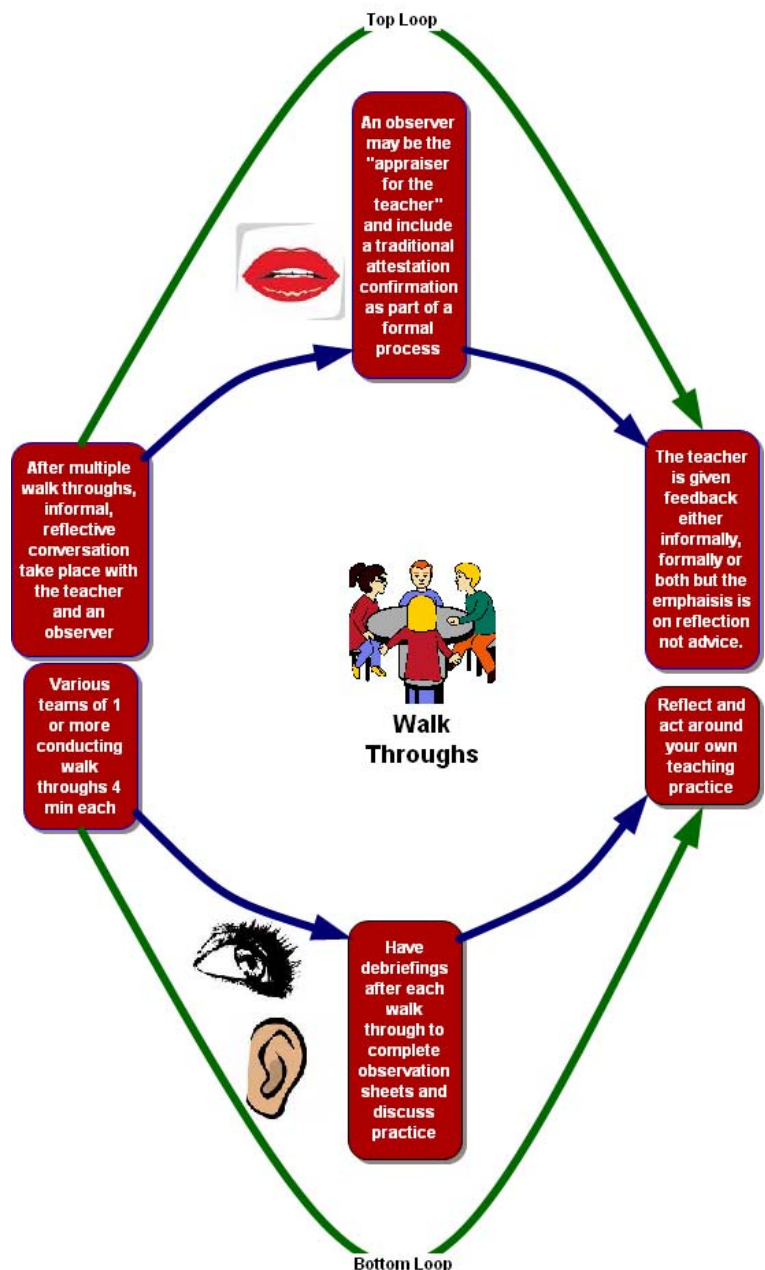 Top Loop
An observer
may be the
"appraiser
for the
teacher"
and include
a traditional
attestation
confirmation
as part of a
formal
process
After multiple
walk throughs,
informal,
reflective
conversation
take place with
the teacher
and an
observer
The teacher
is given
feedback
either
informally,
formally or
both but the
emphaisis is
on reflection
not advice.
Walk
Throughs
Various
teams of 1
or more
conducting
walk
throughs 4
min each
Reflect and
act around
your own
teaching
practice
Have
debriefings
after each
walk
through to
complete
observation
sheets and
discuss
practice
Bottom Loop